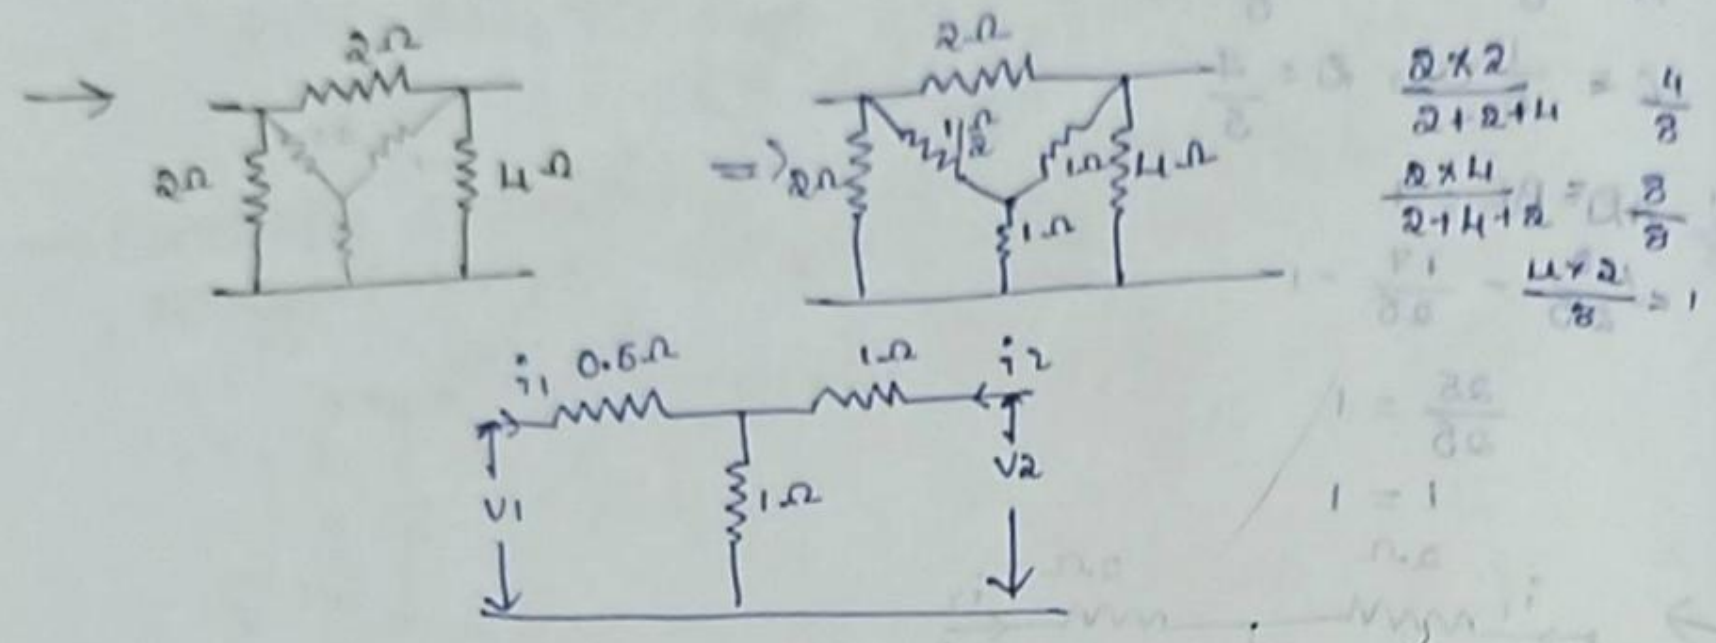 → 2Ω
2Ω 4Ω
⇒ 2Ω
2Ω 1/2 Ω 1Ω 4Ω
1Ω
2×2 / 2+2+4 = 4/8
2×4 / 2+4+2 = 8/8
4×2 / 8 = 1
i1 0.5Ω 1Ω i2
V1 1Ω V2